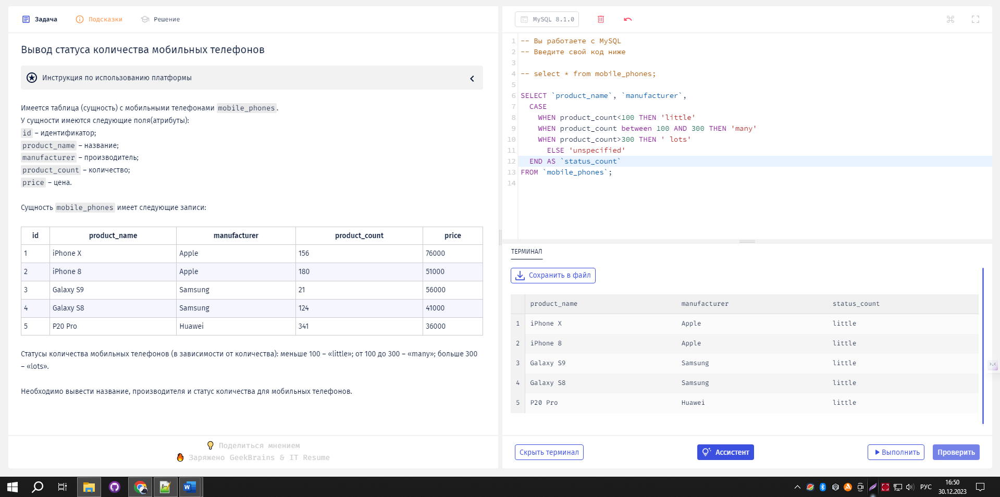 Задача
Подсказки
Решение
Вывод статуса количества мобильных телефонов
Инструкция по использованию платформы
Имеется таблица (сущность) с мобильными телефонами mobile_phones.
У сущности имеются следующие поля(атрибуты):
id – идентификатор;
product_name – название;
manufacturer – производитель;
product_count – количество;
price – цена.
Сущность mobile_phones имеет следующие записи:
id product_name manufacturer product_count price
1 iPhone X Apple 156 76000
2 iPhone 8 Apple 180 51000
3 Galaxy S9 Samsung 21 56000
4 Galaxy S8 Samsung 124 41000
5 P20 Pro Huawei 341 36000
Статусы количества мобильных телефонов (в зависимости от количества): меньше 100 – «little»; от 100 до 300 – «many»; больше 300
– «lots».
Необходимо вывести название, производителя и статус количества для мобильных телефонов.
Поделиться мнением
Заряжено GeekBrains & IT Resume
MySQL 8.1.0
1 -- Вы работаете с MySQL
2 -- Введите свой код ниже
3
4 -- select * from mobile_phones;
5
6 SELECT `product_name`, `manufacturer`,
7 CASE
8 WHEN product_count<100 THEN 'little'
9 WHEN product_count between 100 AND 300 THEN 'many'
10 WHEN product_count>300 THEN ' lots'
11 ELSE 'unspecified'
12 END AS `status_count`
13 FROM `mobile_phones`;
14
ТЕРМИНАЛ
Сохранить в файл
product_name manufacturer status_count
1 iPhone X Apple little
2 iPhone 8 Apple little
3 Galaxy S9 Samsung little
4 Galaxy S8 Samsung little
5 P20 Pro Huawei little
Скрыть терминал
Ассистент
Выполнить
Проверить
РУС
16:50
30.12.2023